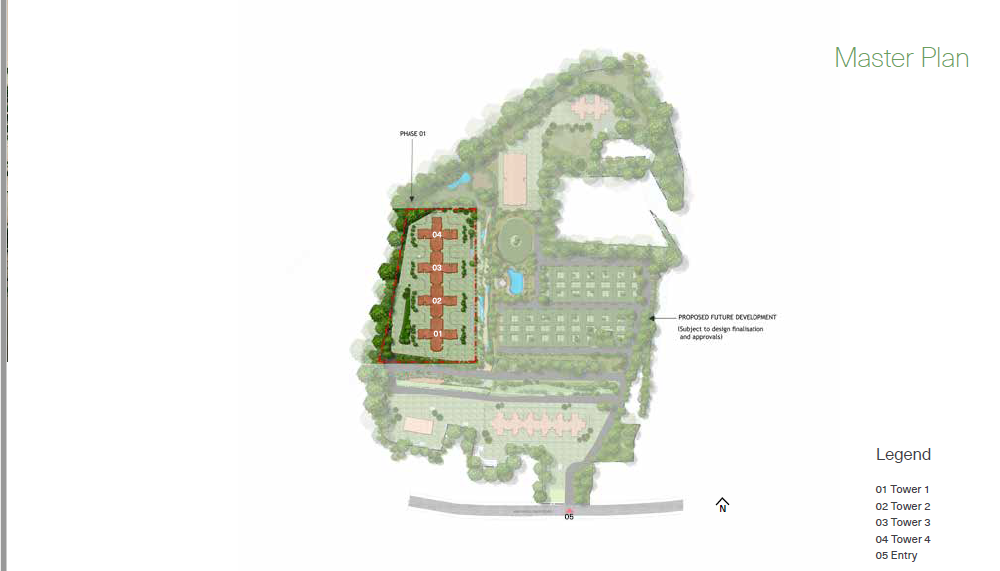 Master Plan
PHASE 01
04
03
02
01
PROPOSED FUTURE DEVELOPMENT
(Subject to design finalisation
and approvals)
Legend
01 Tower 1
02 Tower 2
03 Tower 3
04 Tower 4
05 Entry
N
05